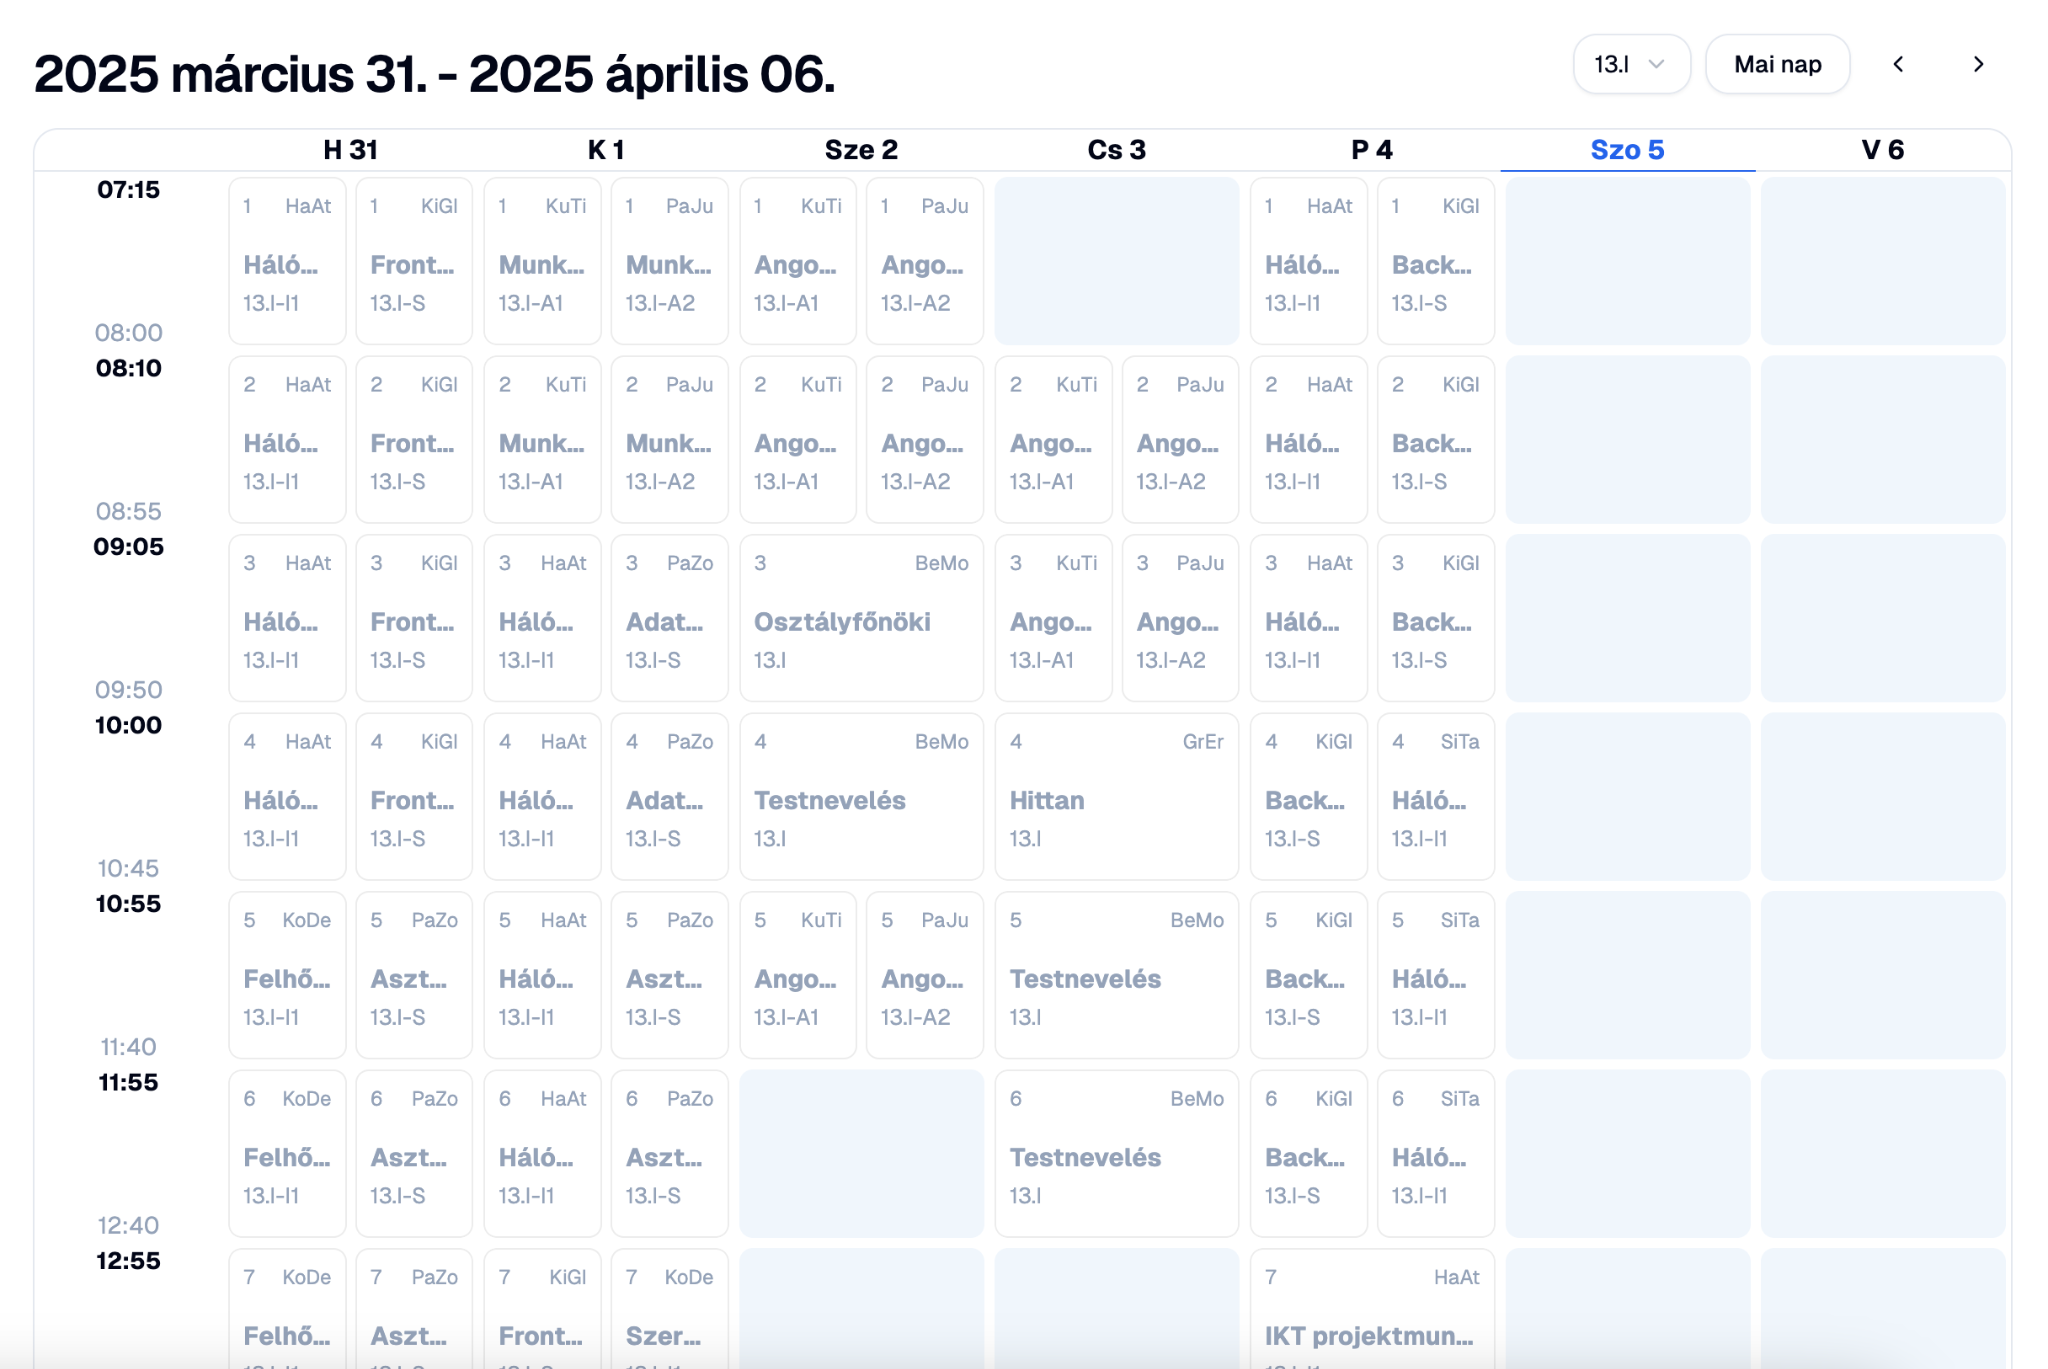 2025 március 31. - 2025 április 06.
13.I
Mai nap
H 31 K 1 Sze 2 Cs 3 P 4 Szo 5 V 6
07:15
1 HaAt 1 KiGl 1 KuTi 1 PaJu 1 KuTi 1 PaJu 1 HaAt 1 KiGl
Háló... Front... Munk... Munk... Ango... Ango... Háló... Back...
13.I-I1 13.I-S 13.I-A1 13.I-A2 13.I-A1 13.I-A2 13.I-I1 13.I-S
08:00
08:10
2 HaAt 2 KiGl 2 KuTi 2 PaJu 2 KuTi 2 PaJu 2 KuTi 2 PaJu 2 HaAt 2 KiGl
Háló... Front... Munk... Munk... Ango... Ango... Ango... Ango... Háló... Back...
13.I-I1 13.I-S 13.I-A1 13.I-A2 13.I-A1 13.I-A2 13.I-A1 13.I-A2 13.I-I1 13.I-S
08:55
09:05
3 HaAt 3 KiGl 3 HaAt 3 PaZo 3 BeMo 3 KuTi 3 PaJu 3 HaAt 3 KiGl
Háló... Front... Háló... Adat... Osztályfőnöki Ango... Ango... Háló... Back...
13.I-I1 13.I-S 13.I-I1 13.I-S 13.I 13.I-A1 13.I-A2 13.I-I1 13.I-S
09:50
10:00
4 HaAt 4 KiGl 4 HaAt 4 PaZo 4 BeMo 4 GrEr 4 KiGl 4 SiTa
Háló... Front... Háló... Adat... Testnevelés Hittan Back... Háló...
13.I-I1 13.I-S 13.I-I1 13.I-S 13.I 13.I 13.I-S 13.I-I1
10:45
10:55
5 KoDe 5 PaZo 5 HaAt 5 PaZo 5 KuTi 5 PaJu 5 BeMo 5 KiGl 5 SiTa
Felhő... Aszt... Háló... Aszt... Ango... Ango... Testnevelés Back... Háló...
13.I-I1 13.I-S 13.I-I1 13.I-S 13.I-A1 13.I-A2 13.I 13.I-S 13.I-I1
11:40
11:55
6 KoDe 6 PaZo 6 HaAt 6 PaZo 6 BeMo 6 KiGl 6 SiTa
Felhő... Aszt... Háló... Aszt... Testnevelés Back... Háló...
13.I-I1 13.I-S 13.I-I1 13.I-S 13.I 13.I-S 13.I-I1
12:40
12:55
7 KoDe 7 PaZo 7 KiGl 7 KoDe 7 HaAt
Felhő... Aszt... Front... Szer... IKT projektmun...